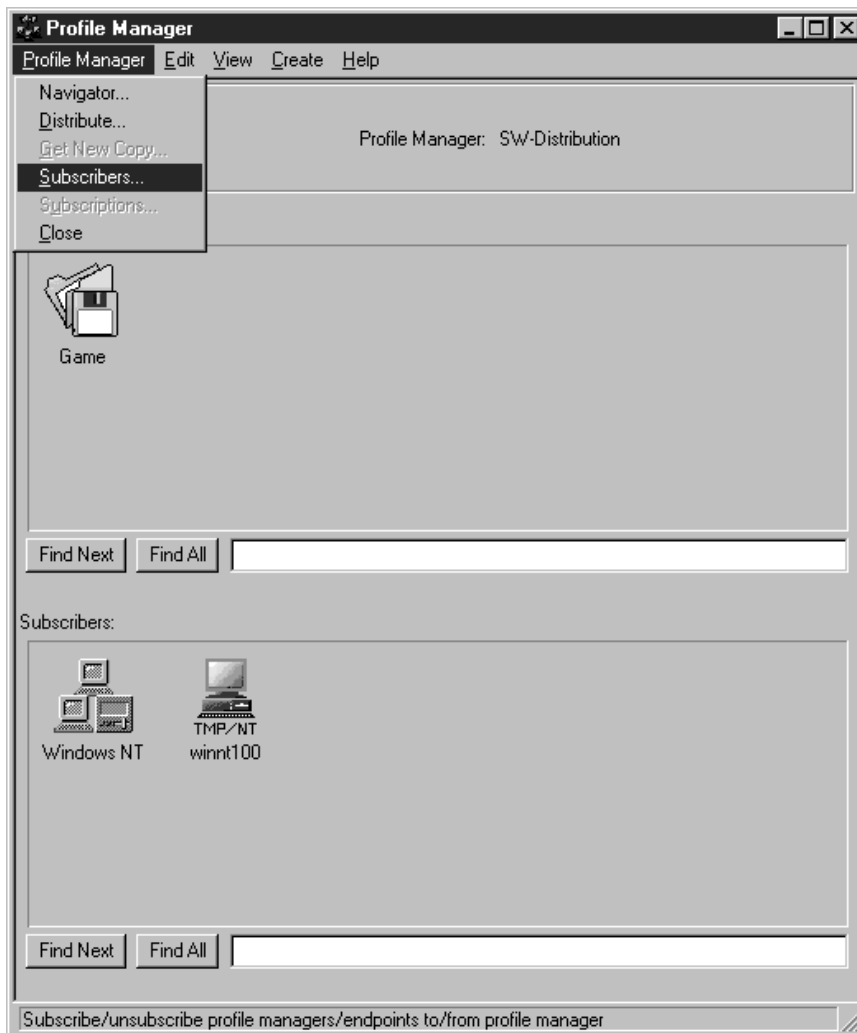 Profile Manager
Profile Manager Edit View Create Help
Navigator...
Distribute...
Get New Copy...
Subscribers...
Subscriptions...
Close
Profile Manager: SW-Distribution
Game
Find Next Find All
Subscribers:
TMP/NT
Windows NT winnt100
Find Next Find All
Subscribe/unsubscribe profile managers/endpoints to/from profile manager